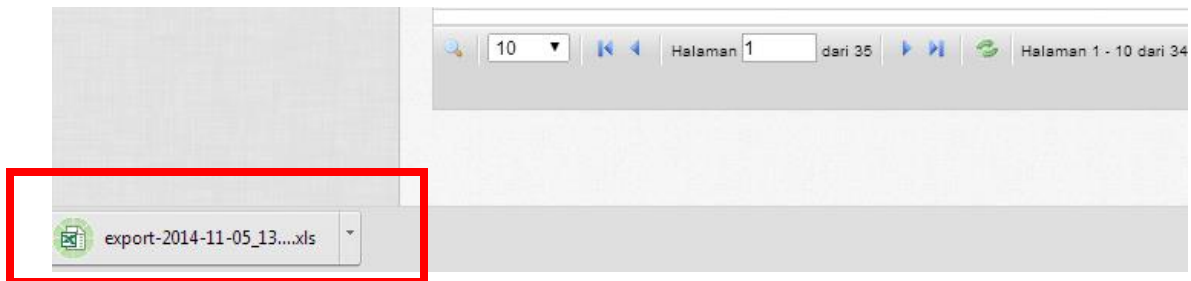 10 Halaman 1 dari 35 Halaman 1 - 10 dari 34
export-2014-11-05_13....xls